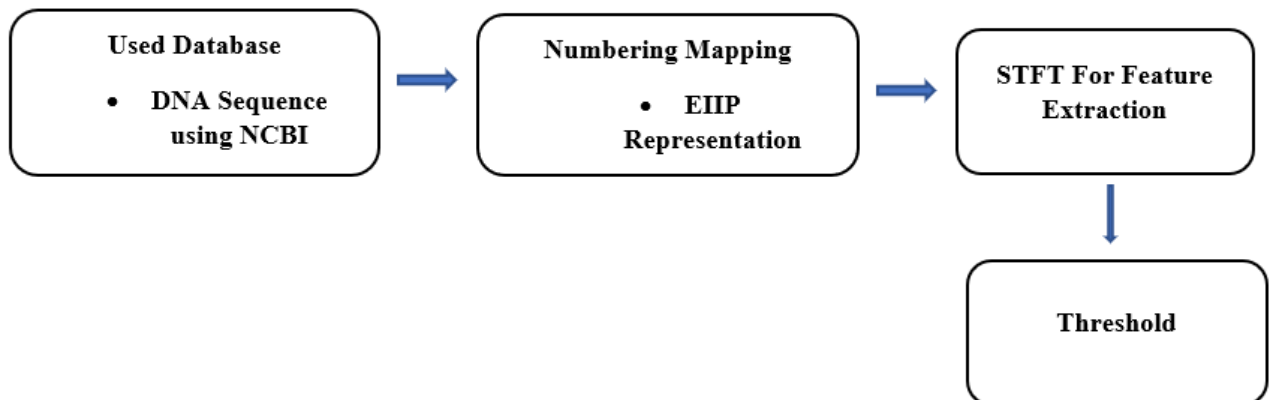 Used Database
• DNA Sequence
using NCBI
Numbering Mapping
• EIIP
Representation
STFT For Feature
Extraction
Threshold